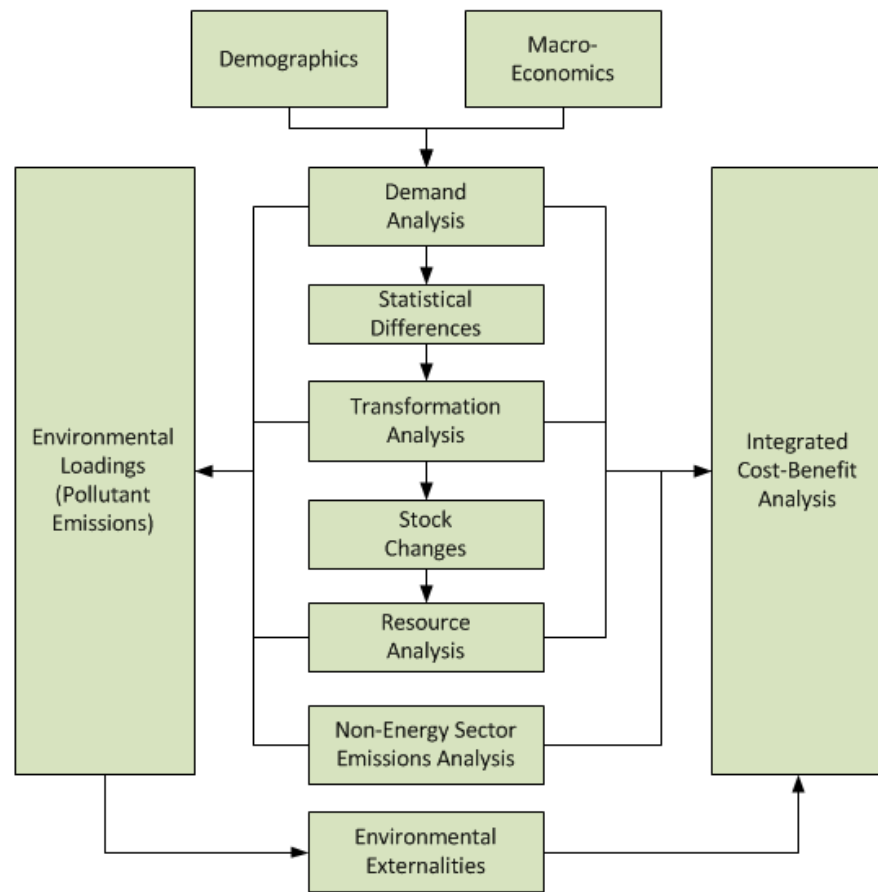 Demographics
Macro-
Economics
Demand
Analysis
Statistical
Differences
Transformation
Analysis
Environmental
Loadings
(Pollutant
Emissions)
Integrated
Cost-Benefit
Analysis
Stock
Changes
Resource
Analysis
Non-Energy Sector
Emissions Analysis
Environmental
Externalities